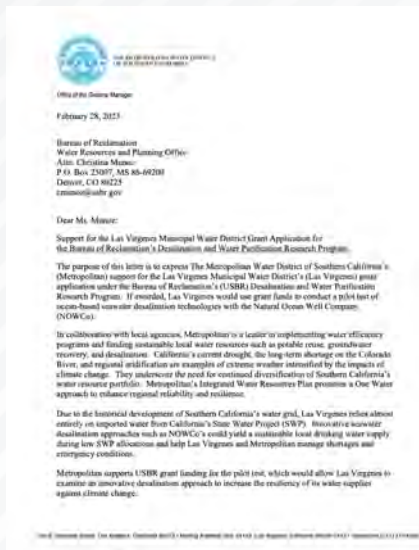 THE METROPOLITAN WATER DISTRICT
OF SOUTHERN CALIFORNIA
Office of the General Manager
February 28, 2023
Bureau of Reclamation
Water Resources and Planning Office
Attn: Christina Munoz
P.O. Box 25007, MS 86-69200
Denver, CO 80225
cmunoz@usbr.gov
Dear Ms. Munoz:
Support for the Las Virgenes Municipal Water District Grant Application for
the Bureau of Reclamation's Desalination and Water Purification Research Program
The purpose of this letter is to express The Metropolitan Water District of Southern California's
(Metropolitan) support for the Las Virgenes Municipal Water District's (Las Virgenes) grant
application under the Bureau of Reclamation's (USBR) Desalination and Water Purification
Research Program. If awarded, Las Virgenes would use grant funds to conduct a pilot test of
ocean-based seawater desalination technologies with the Natural Ocean Well Company
(NOWCo).
In collaboration with local agencies, Metropolitan is a leader in implementing water efficiency
programs and funding sustainable local water resources such as potable reuse, groundwater
recovery, and desalination. California's current drought, the long-term shortage on the Colorado
River, and regional aridification are examples of extreme weather intensified by the impacts of
climate change. They underscore the need for continued diversification of Southern California's
water resource portfolio. Metropolitan's Integrated Water Resources Plan promotes a One Water
approach to enhance regional reliability and resilience.
Due to the historical development of Southern California's water grid, Las Virgenes relies almost
entirely on imported water from California's State Water Project (SWP). Innovative seawater
desalination approaches such as NOWCo's could yield a sustainable local drinking water supply
during low SWP allocations and help Las Virgenes and Metropolitan manage shortages and
emergency conditions.
Metropolitan supports USBR grant funding for the pilot test, which would allow Las Virgenes to
examine an innovative desalination approach to increase the resiliency of its water supplies
against climate change.